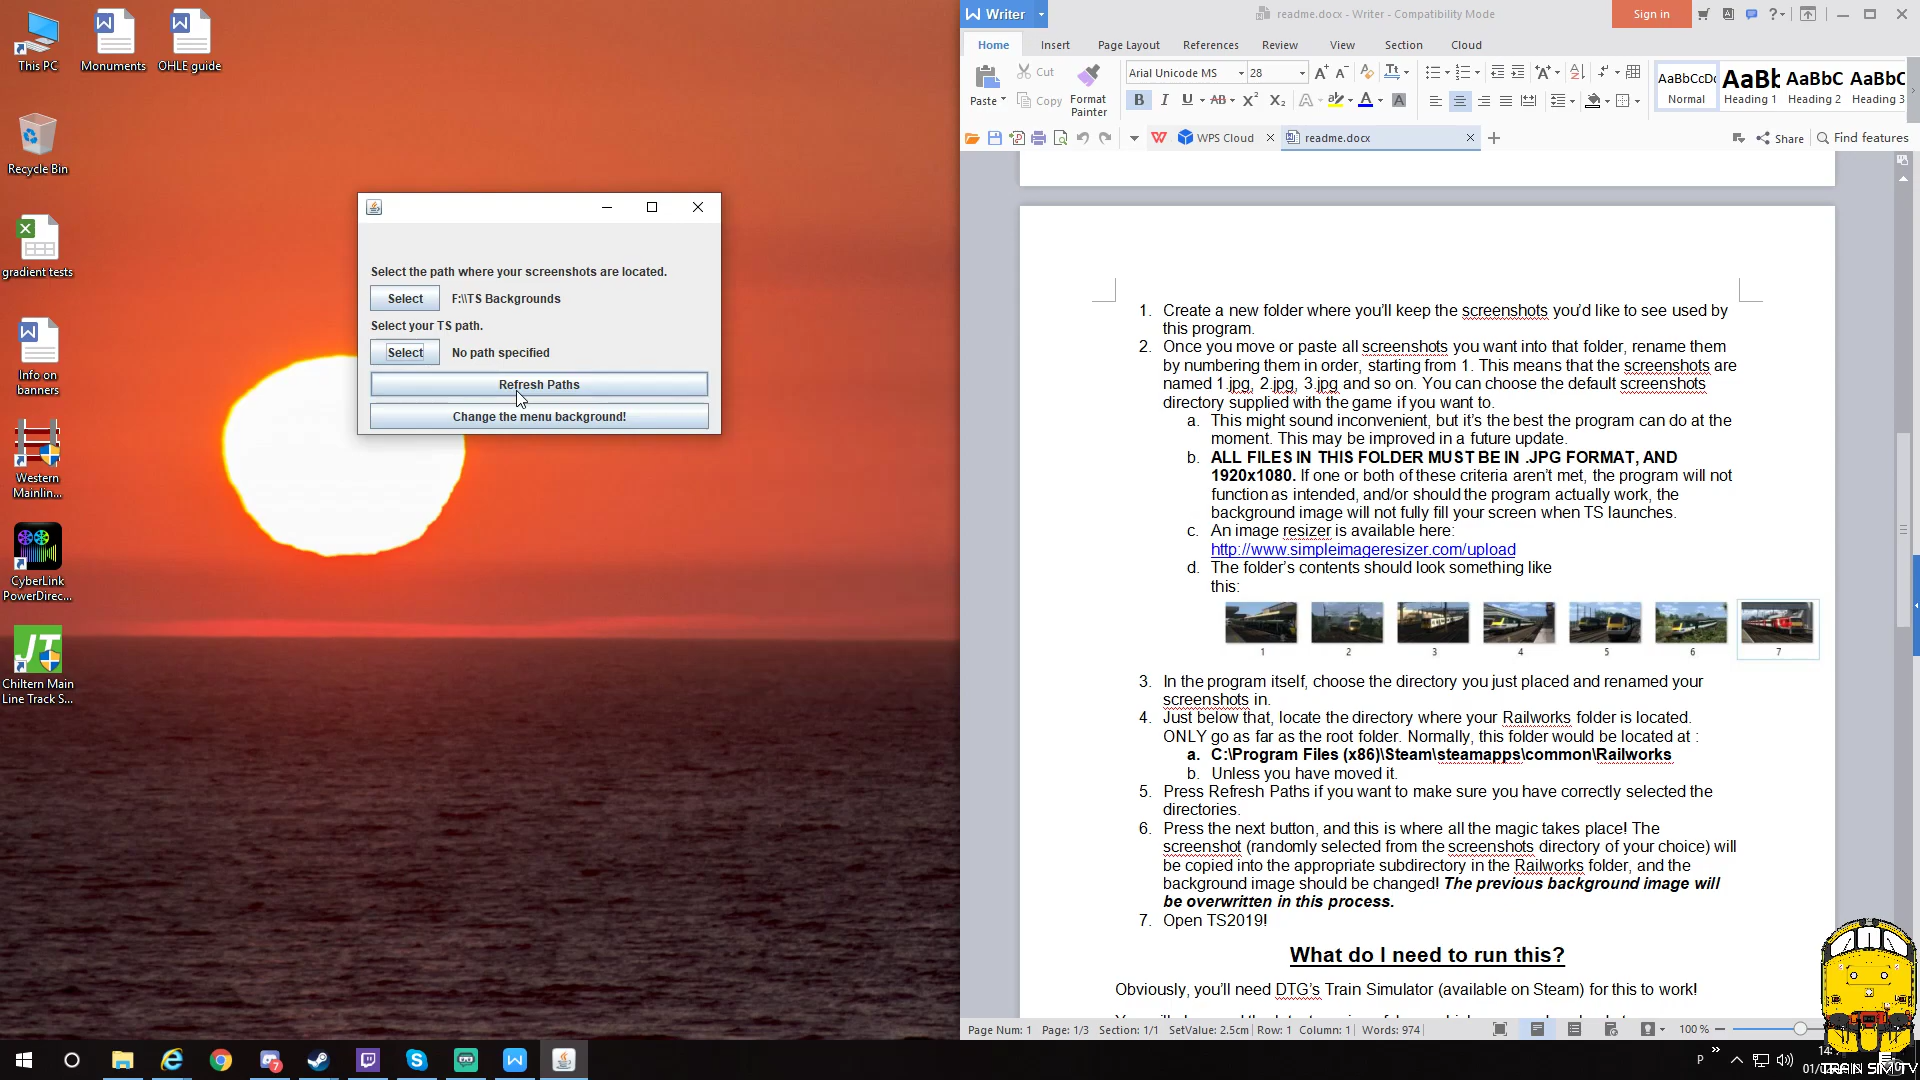 This PC
Monuments
OHLE guide
Recycle Bin
gradient tests
Info on
banners
Western
Mainlin...
CyberLink
PowerDirec...
JT
Chiltern Main
Line Track S...
Select the path where your screenshots are located.
Select
F:\\TS Backgrounds
Select your TS path.
Select
No path specified
Refresh Paths
Change the menu background!
Writer
readme.docx - Writer - Compatibility Mode
Sign in
Home
Insert
Page Layout
References
Review
View
Section
Cloud
Paste
Cut
Copy
Format
Painter
Arial Unicode MS
28
AaBbCcDc
Normal
AaBb
Heading 1
AaBbC
Heading 2
AaBbC
Heading 3
WPS Cloud
readme.docx
Share
Find features
1. Create a new folder where you'll keep the screenshots you'd like to see used by
this program.
2. Once you move or paste all screenshots you want into that folder, rename them
by numbering them in order, starting from 1. This means that the screenshots are
named 1.jpg, 2.jpg, 3.jpg and so on. You can choose the default screenshots
directory supplied with the game if you want to.
a. This might sound inconvenient, but it's the best the program can do at the
moment. This may be improved in a future update.
b. ALL FILES IN THIS FOLDER MUST BE IN .JPG FORMAT, AND
1920x1080. If one or both of these criteria aren't met, the program will not
function as intended, and/or should the program actually work, the
background image will not fully fill your screen when TS launches.
c. An image resizer is available here:
http://www.simpleimageresizer.com/upload
d. The folder's contents should look something like
this:
1 2 3 4 5 6 7
3. In the program itself, choose the directory you just placed and renamed your
screenshots in.
4. Just below that, locate the directory where your Railworks folder is located.
ONLY go as far as the root folder. Normally, this folder would be located at :
a. C:\Program Files (x86)\Steam\steamapps\common\Railworks
b. Unless you have moved it.
5. Press Refresh Paths if you want to make sure you have correctly selected the
directories.
6. Press the next button, and this is where all the magic takes place! The
screenshot (randomly selected from the screenshots directory of your choice) will
be copied into the appropriate subdirectory in the Railworks folder, and the
background image should be changed! The previous background image will
be overwritten in this process.
7. Open TS2019!
What do I need to run this?
Obviously, you'll need DTG's Train Simulator (available on Steam) for this to work!
Page Num: 1 Page: 1/3 Section: 1/1 SetValue: 2.5cm Row: 1 Column: 1 Words: 974
100 %
P
14:
01/02
TRAIN SIM TV